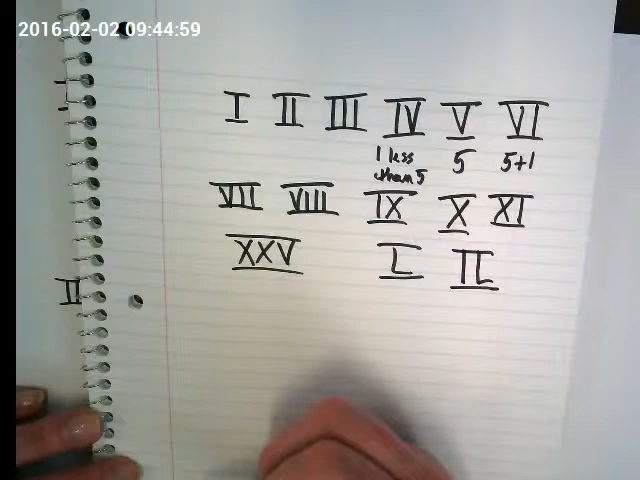 2016-02-02 09:44:59
I II III IV V VI
1 less than 5 5 5+1
VII VIII IX X XI
XXV L IL
II